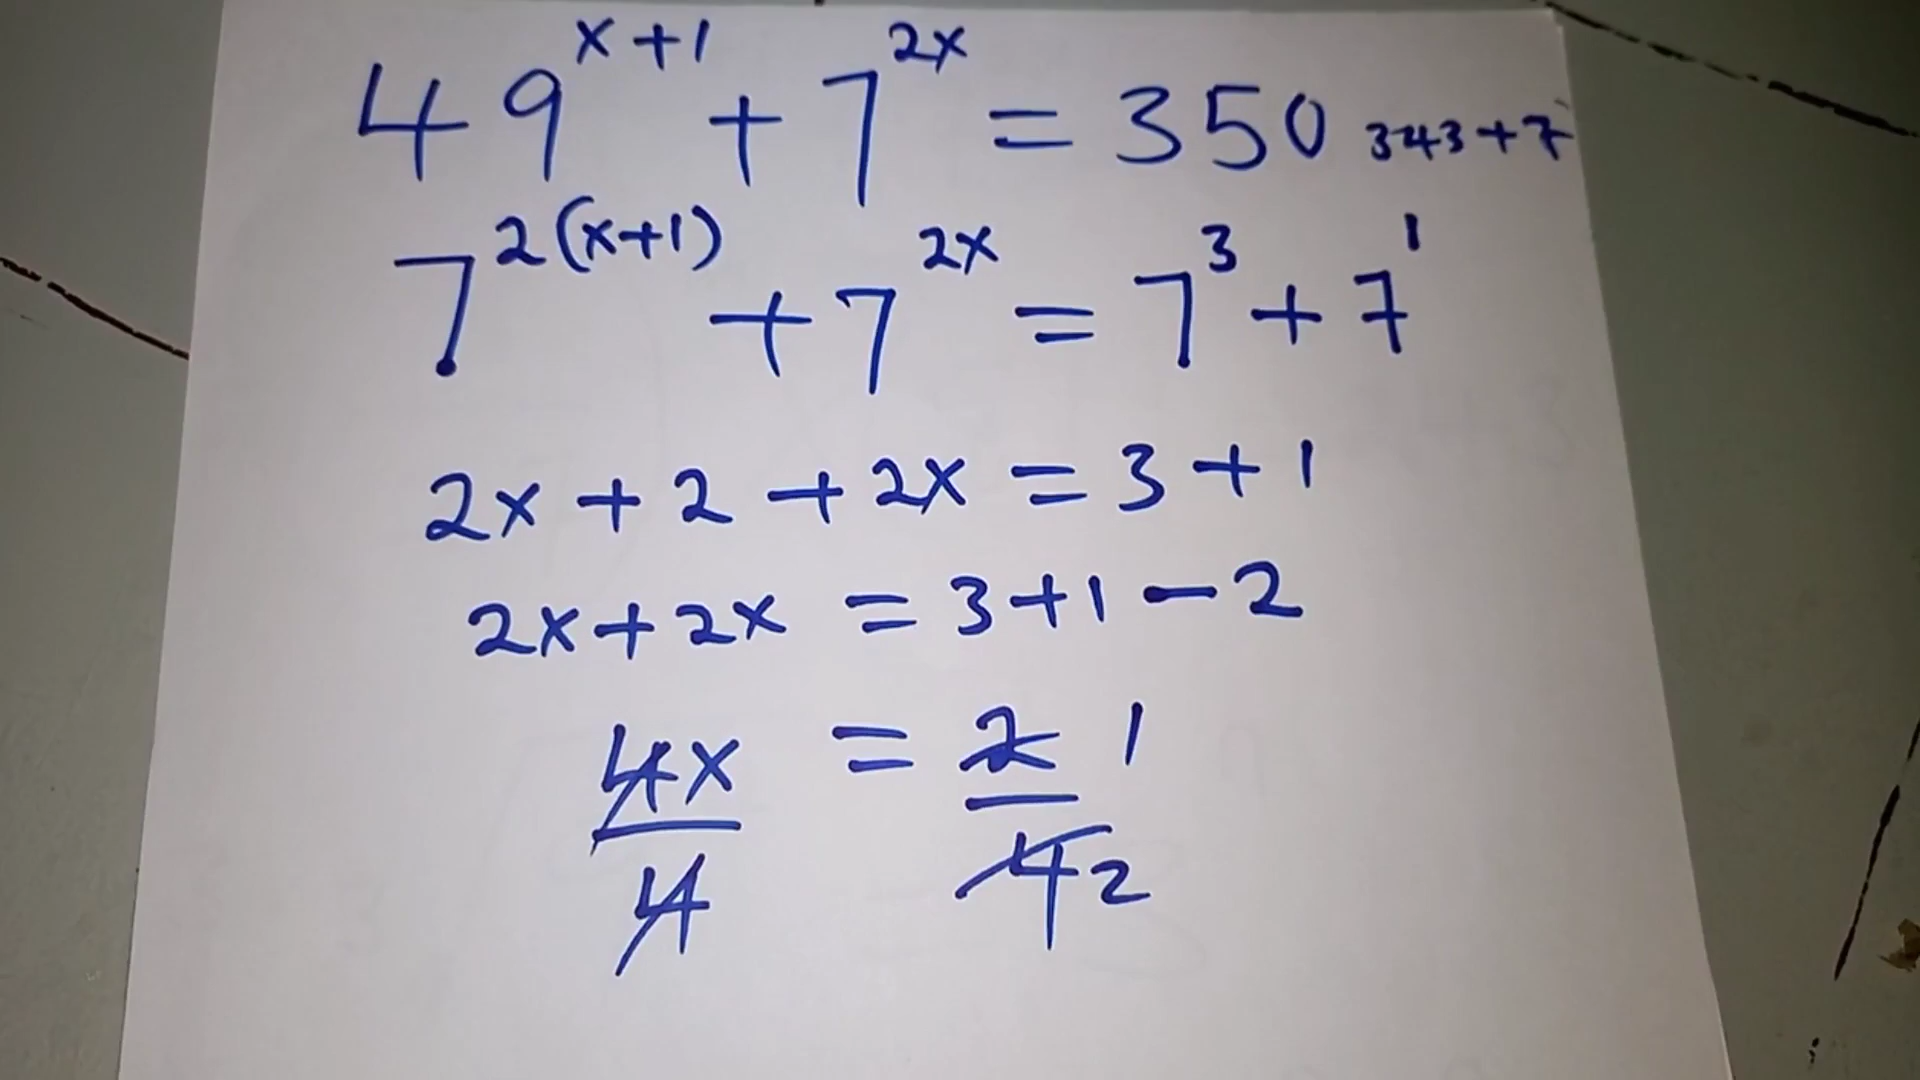 49^(x+1) + 7^(2x) = 350 343+7
7^(2(x+1)) + 7^(2x) = 7^3 + 7^1
2x + 2 + 2x = 3 + 1
2x + 2x = 3 + 1 - 2
4x/4 = 2/4 1/2